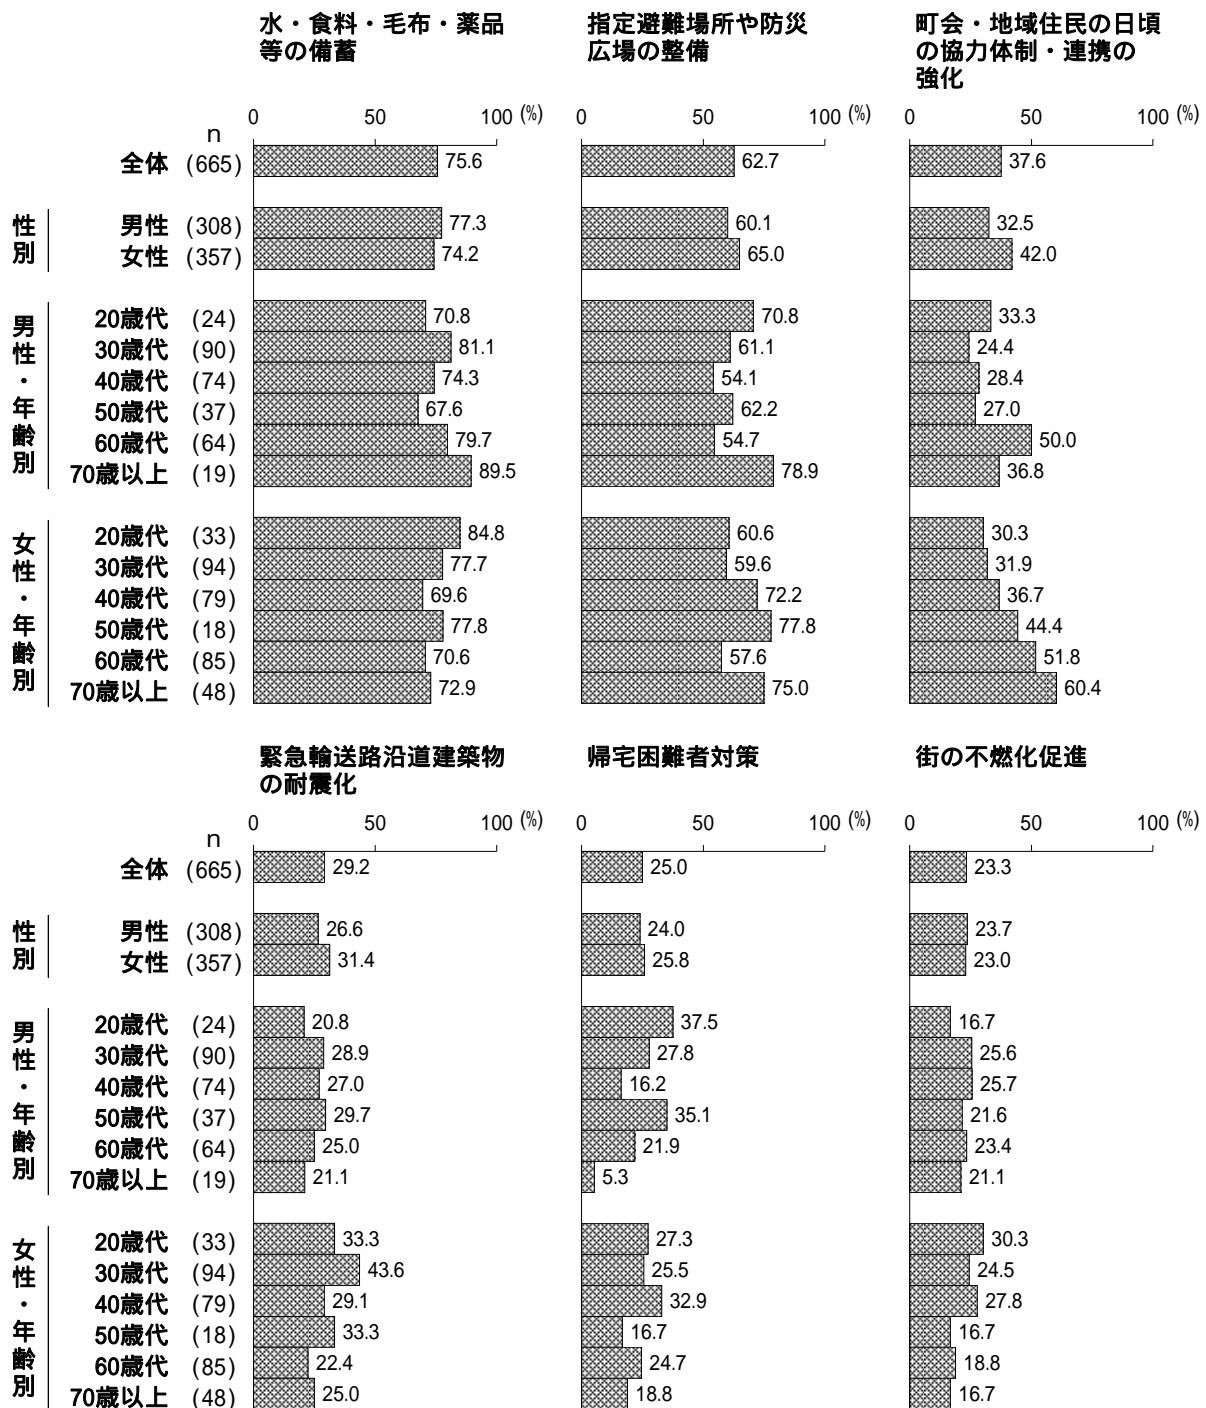 水・食料・毛布・薬品
等の備蓄
指定避難場所や防災
広場の整備
町会・地域住民の日頃
の協力体制・連携の
強化
0 50 100 (%) 0 50 100 (%) 0 50 100 (%)
n
全体 (665) 75.6 62.7 37.6
性別
男性 (308) 77.3 60.1 32.5
女性 (357) 74.2 65.0 42.0
男性・年齢別
20歳代 (24) 70.8 70.8 33.3
30歳代 (90) 81.1 61.1 24.4
40歳代 (74) 74.3 54.1 28.4
50歳代 (37) 67.6 62.2 27.0
60歳代 (64) 79.7 54.7 50.0
70歳以上 (19) 89.5 78.9 36.8
女性・年齢別
20歳代 (33) 84.8 60.6 30.3
30歳代 (94) 77.7 59.6 31.9
40歳代 (79) 69.6 72.2 36.7
50歳代 (18) 77.8 77.8 44.4
60歳代 (85) 70.6 57.6 51.8
70歳以上 (48) 72.9 75.0 60.4
緊急輸送路沿道建築物
の耐震化
帰宅困難者対策
街の不燃化促進
0 50 100 (%) 0 50 100 (%) 0 50 100 (%)
n
全体 (665) 29.2 25.0 23.3
性別
男性 (308) 26.6 24.0 23.7
女性 (357) 31.4 25.8 23.0
男性・年齢別
20歳代 (24) 20.8 37.5 16.7
30歳代 (90) 28.9 27.8 25.6
40歳代 (74) 27.0 16.2 25.7
50歳代 (37) 29.7 35.1 21.6
60歳代 (64) 25.0 21.9 23.4
70歳以上 (19) 21.1 5.3 21.1
女性・年齢別
20歳代 (33) 33.3 27.3 30.3
30歳代 (94) 43.6 25.5 24.5
40歳代 (79) 29.1 32.9 27.8
50歳代 (18) 33.3 16.7 16.7
60歳代 (85) 22.4 24.7 18.8
70歳以上 (48) 25.0 18.8 16.7